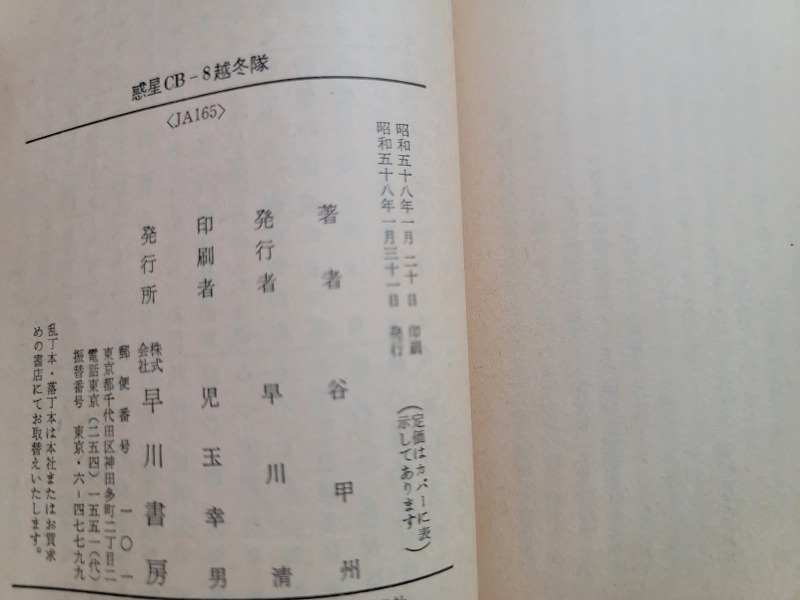 惑星CB－8越冬隊
〈JA165〉
昭和五十八年一月二十日　印刷
昭和五十八年一月三十一日　発行
（定価はカバーに表
示してあります）
著者　谷甲州
発行者　早川清
印刷者　児玉幸男
発行所　株式会社　早川書房
郵便番号　一〇一
東京都千代田区神田多町二丁目二
電話東京（二五四）一五五一（代）
振替番号　東京・六－四七七九九
乱丁本・落丁本は本社またはお買求
めの書店にてお取替えいたします。